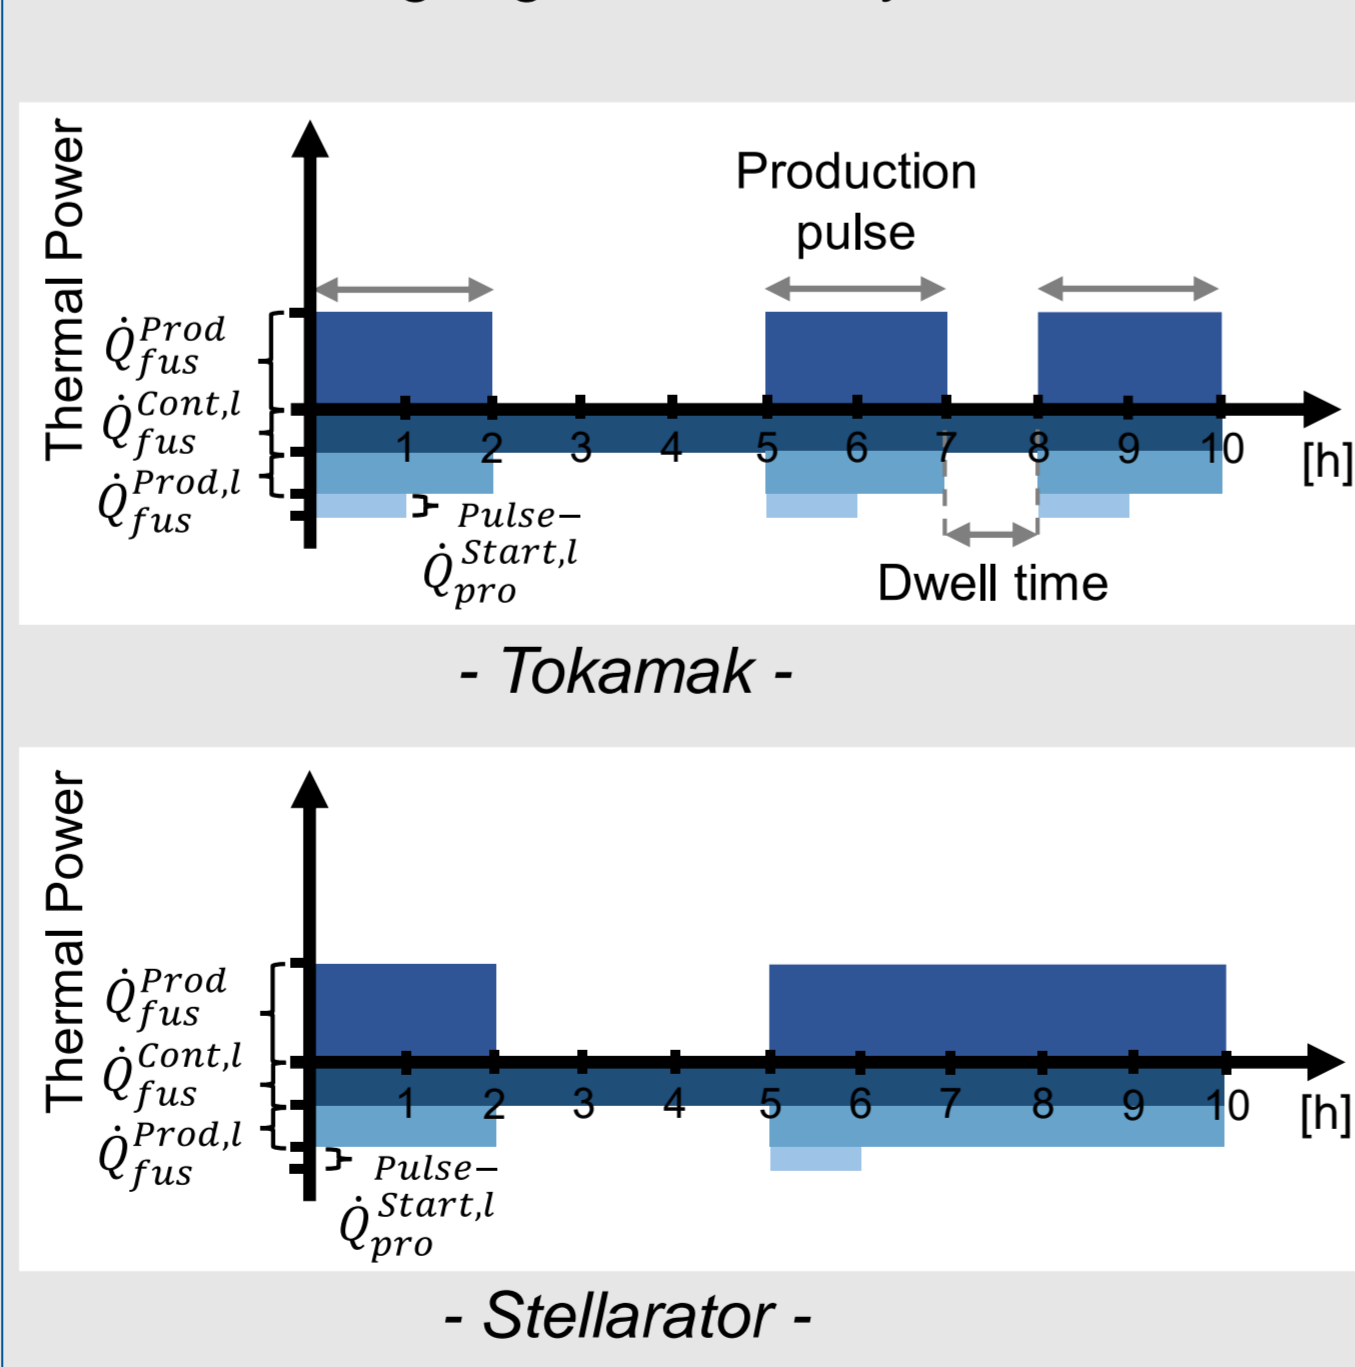 Thermal Power
Production
pulse
Q̇_fus^Prod
Q̇_fus^Cont,l
Q̇_fus^Prod,l
1 2 3 4 5 6 7 8 9 10 [h]
Q̇_pro^Pulse–Start,l
Dwell time
- Tokamak -
Thermal Power
Q̇_fus^Prod
Q̇_fus^Cont,l
Q̇_fus^Prod,l
1 2 3 4 5 6 7 8 9 10 [h]
Q̇_pro^Pulse–Start,l
- Stellarator -